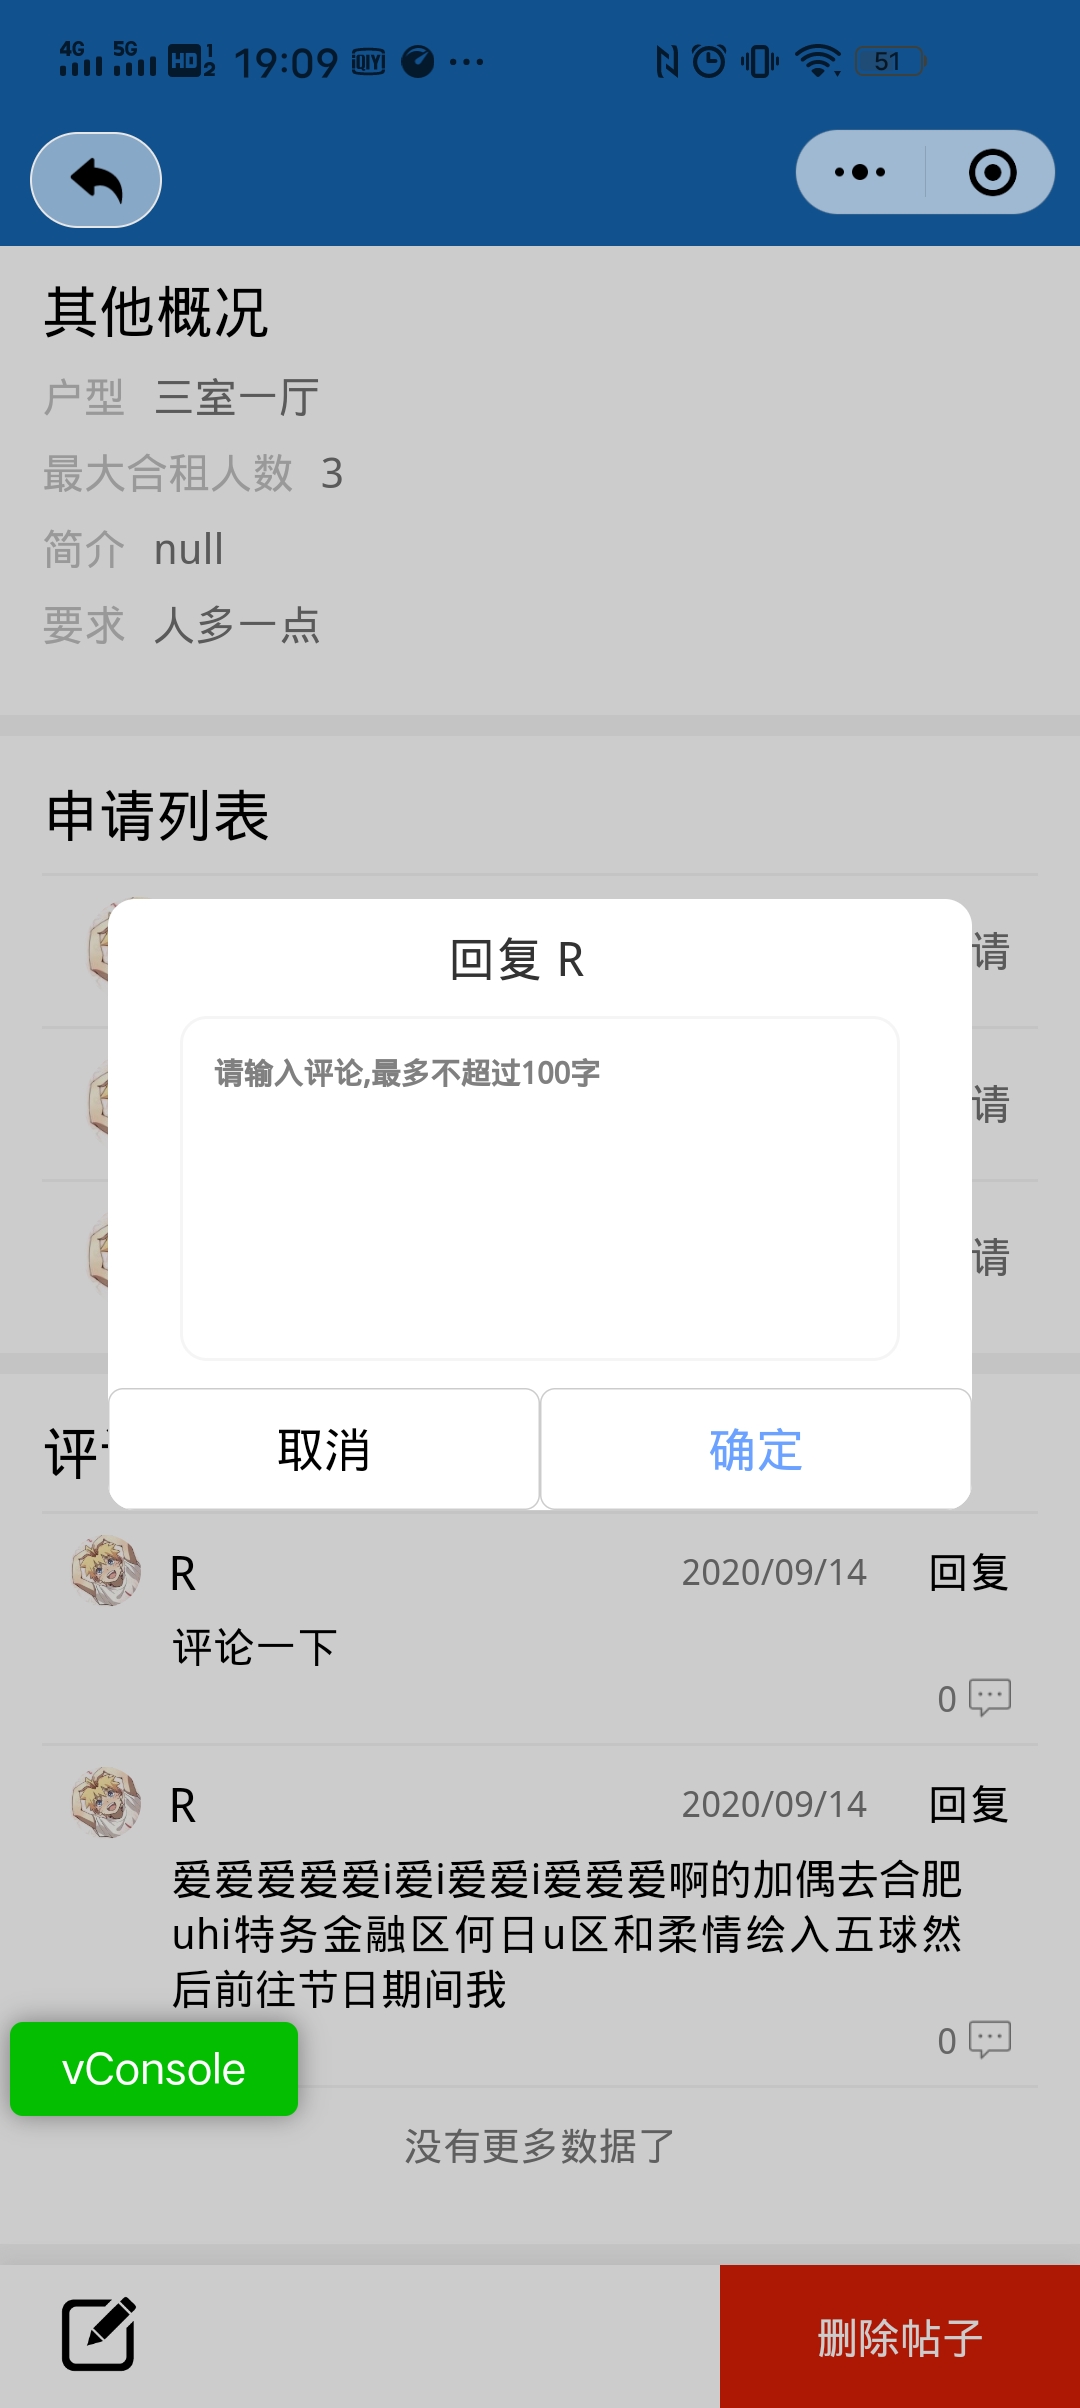 4G 5G HD 1 2 19:09 QIYI ... 51
其他概况
户型 三室一厅
最大合租人数 3
简介 null
要求 人多一点
申请列表
回复 R
请
请输入评论,最多不超过100字
请
请
评
取消 确定
R 2020/09/14 回复
评论一下
0
R 2020/09/14 回复
爱爱爱爱爱i爱i爱爱i爱爱爱啊的加偶去合肥
uhi特务金融区何日u区和柔情绘入五球然
后前往节日期间我
0
vConsole
没有更多数据了
删除帖子